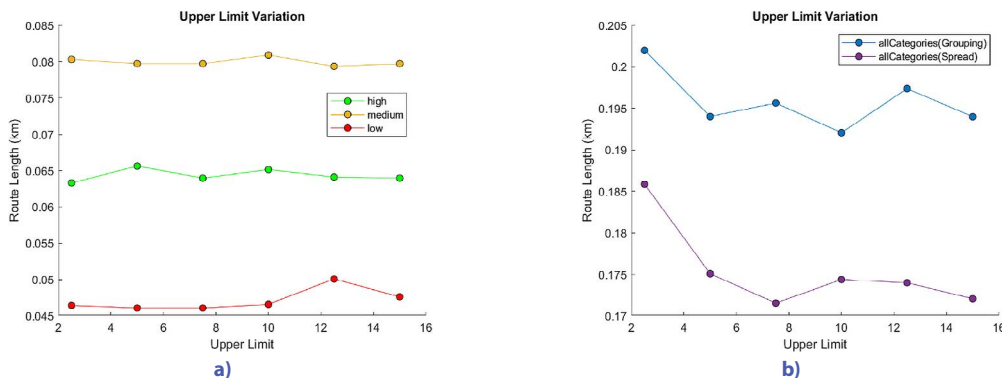 Upper Limit Variation
0.085
0.08
0.075
0.07
0.065
0.06
0.055
0.05
0.045
Route Length (km)
high
medium
low
2 4 6 8 10 12 14 16
Upper Limit
a)
Upper Limit Variation
0.205
0.2
0.195
0.19
0.185
0.18
0.175
0.17
Route Length (km)
allCategories(Grouping)
allCategories(Spread)
2 4 6 8 10 12 14 16
Upper Limit
b)